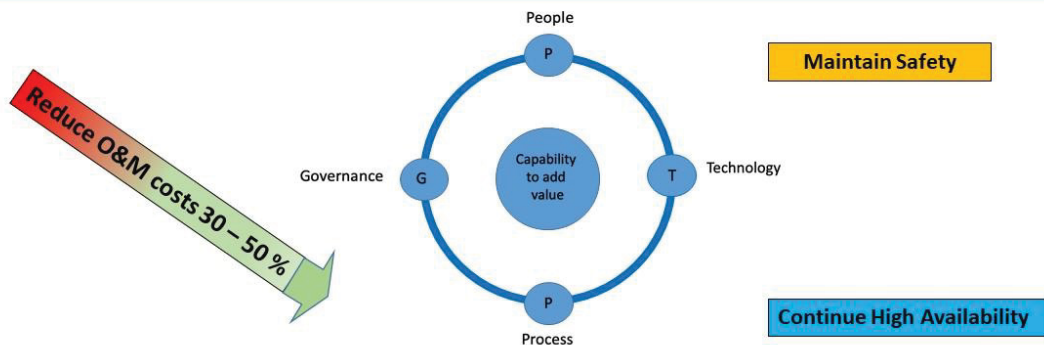 People
P
Maintain Safety
Reduce O&M costs 30 – 50 %
Governance
G
Capability
to add
value
T
Technology
P
Process
Continue High Availability